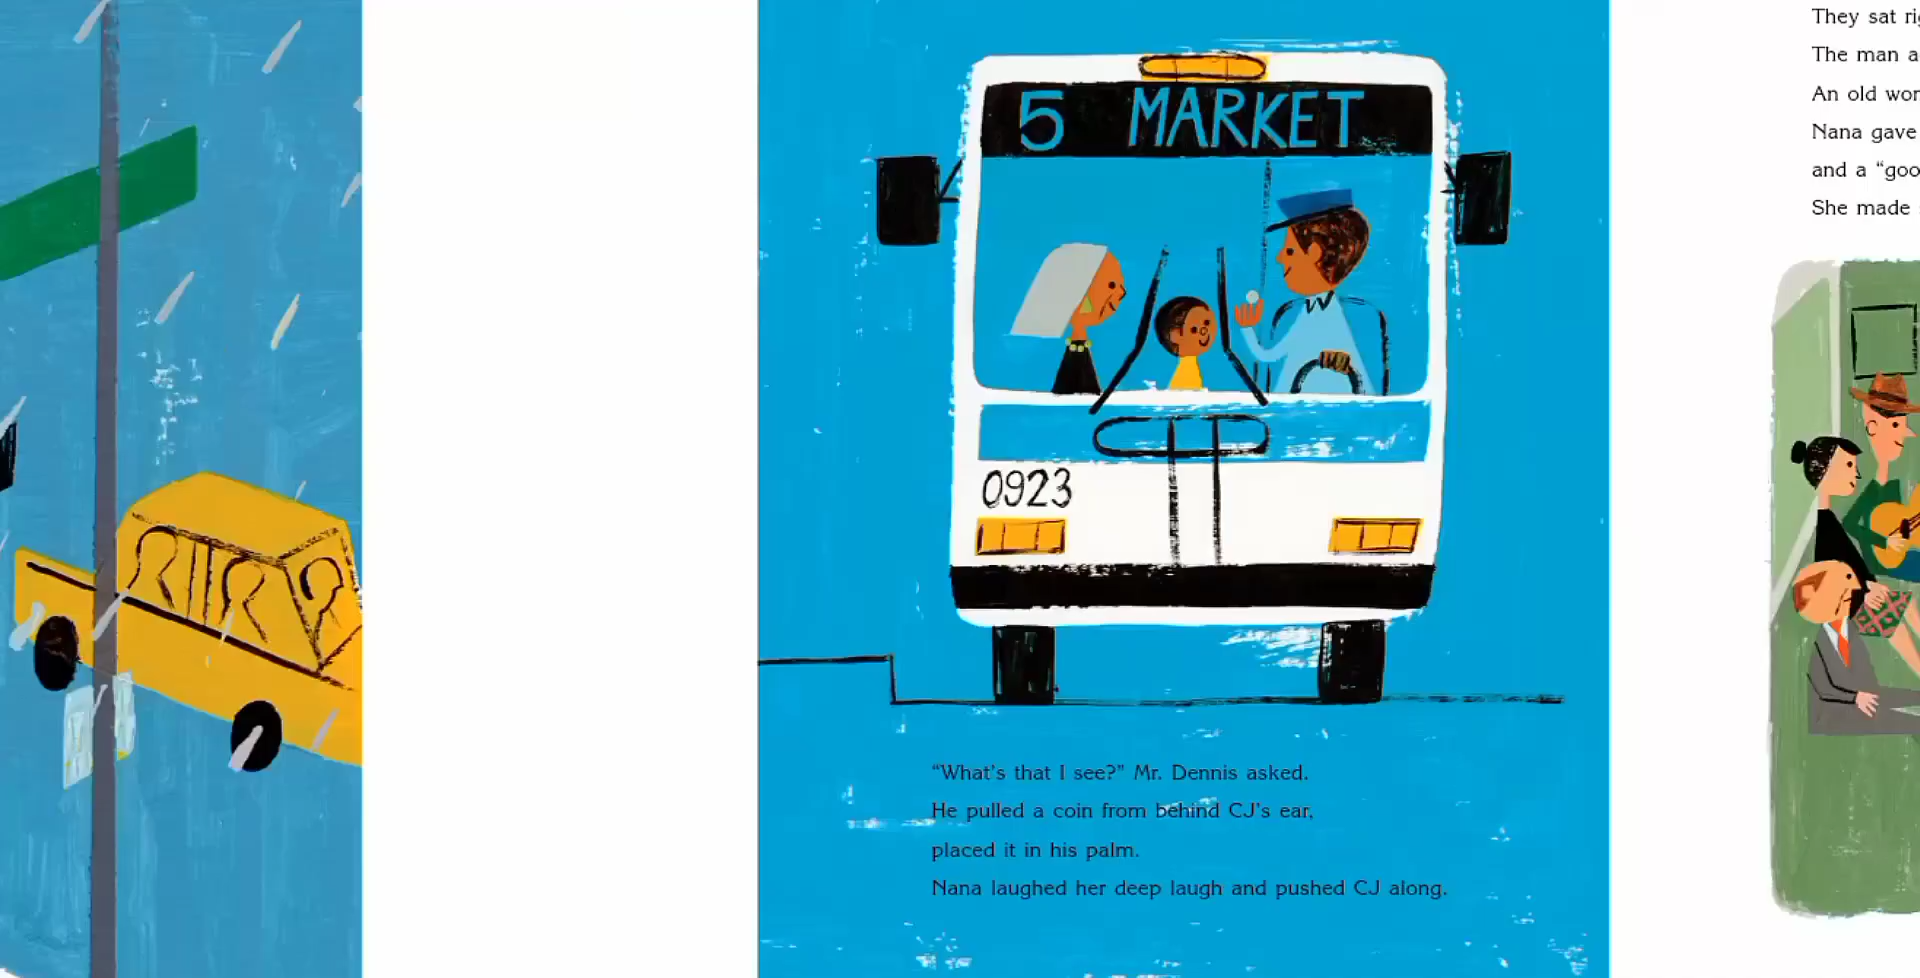 5 MARKET
0923
“What’s that I see?” Mr. Dennis asked.
He pulled a coin from behind CJ’s ear,
placed it in his palm.
Nana laughed her deep laugh and pushed CJ along.
They sat
The man
An old
Nana gave
and a
She made